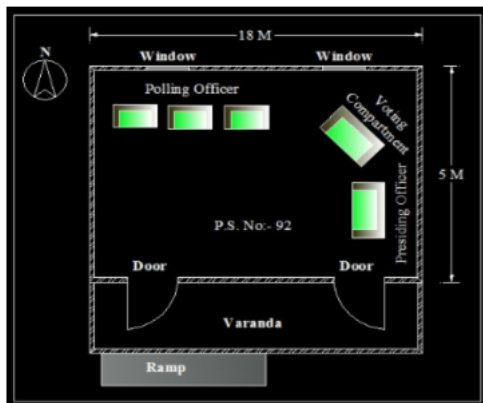 18 M
N
Window
Window
Polling Officer
Voting
Compartment
5 M
Presiding Officer
P.S. No:- 92
Door
Door
Varanda
Ramp